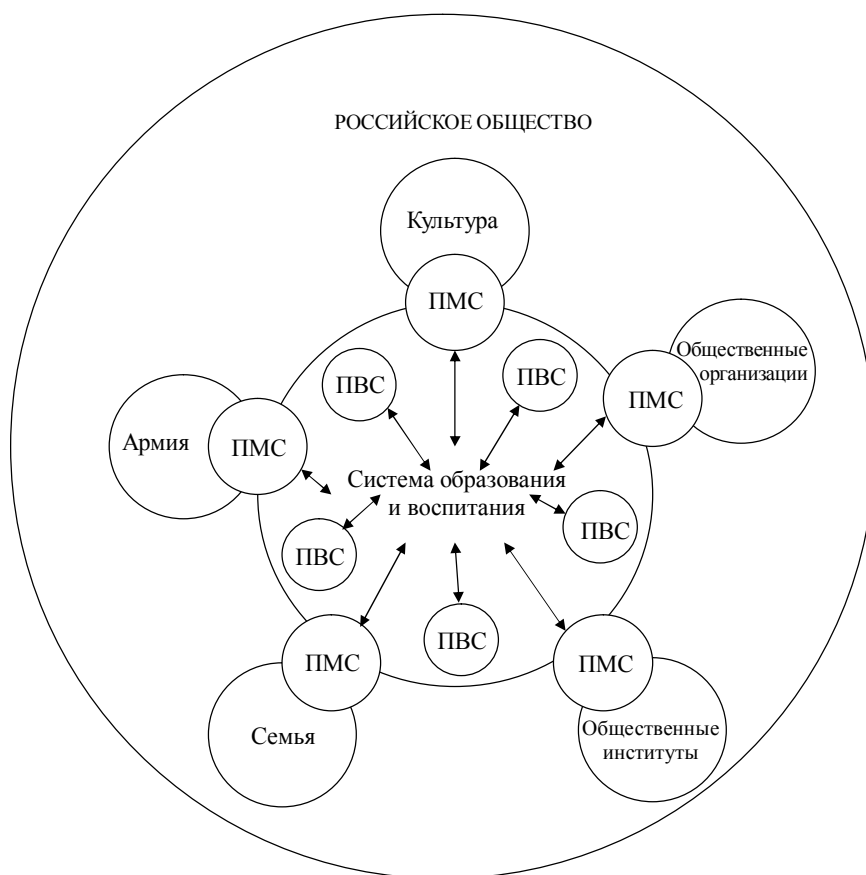 РОССИЙСКОЕ ОБЩЕСТВО
Культура
ПМС
Общественные
организации
ПМС
ПВС
ПВС
Армия
ПМС
Система образования
и воспитания
ПВС
ПВС
ПВС
ПМС
ПМС
Семья
Общественные
институты